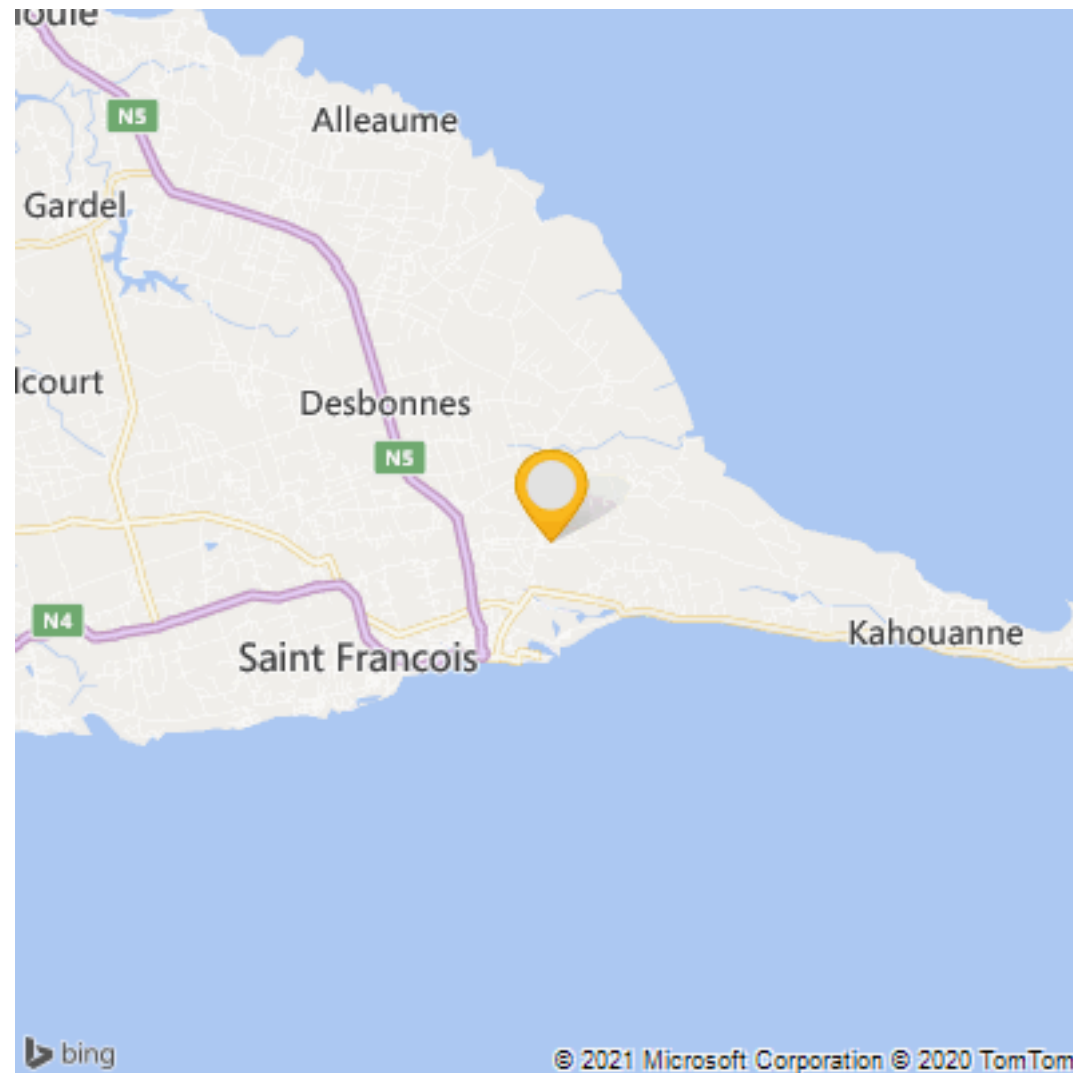 N5
Alleaume
Gardel
lcourt
Desbonnes
N5
N4
Saint Francois
Kahouanne
bing
© 2021 Microsoft Corporation © 2020 TomTom